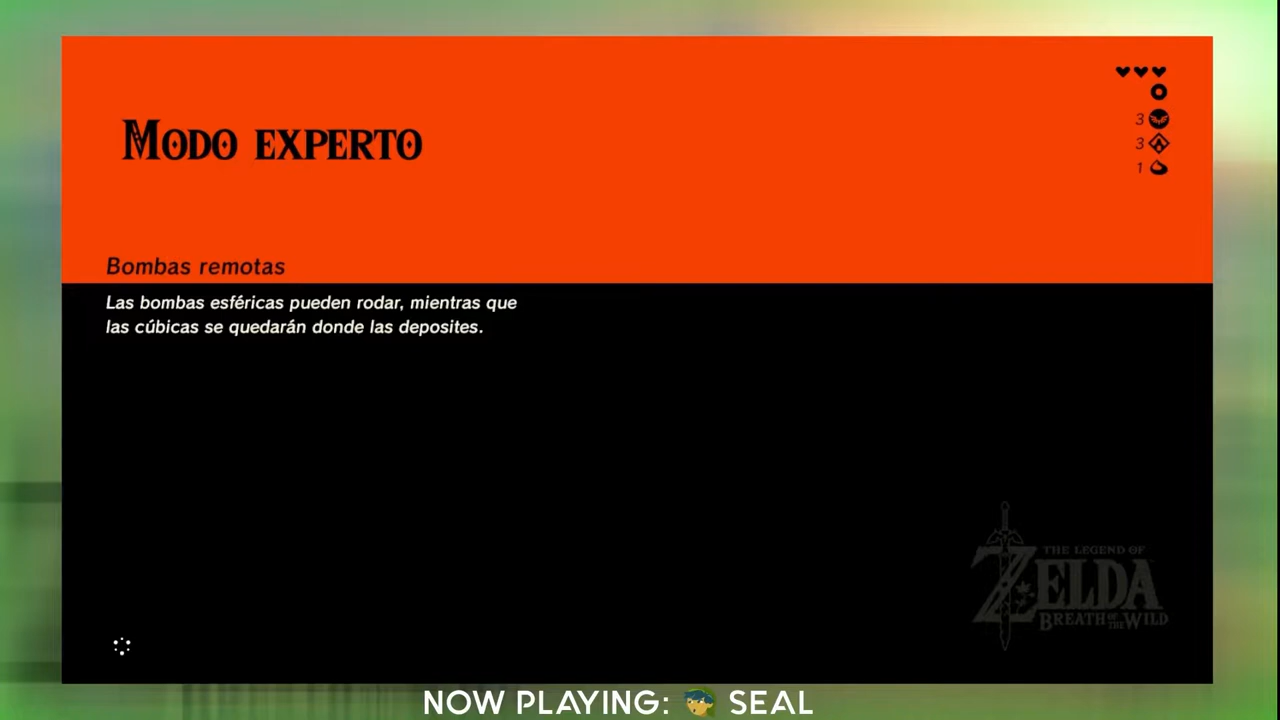 Modo experto
3
3
1
Bombas remotas
Las bombas esféricas pueden rodar, mientras que
las cúbicas se quedarán donde las deposites.
THE LEGEND OF
ZELDA
BREATH OF THE WILD
NOW PLAYING: SEAL